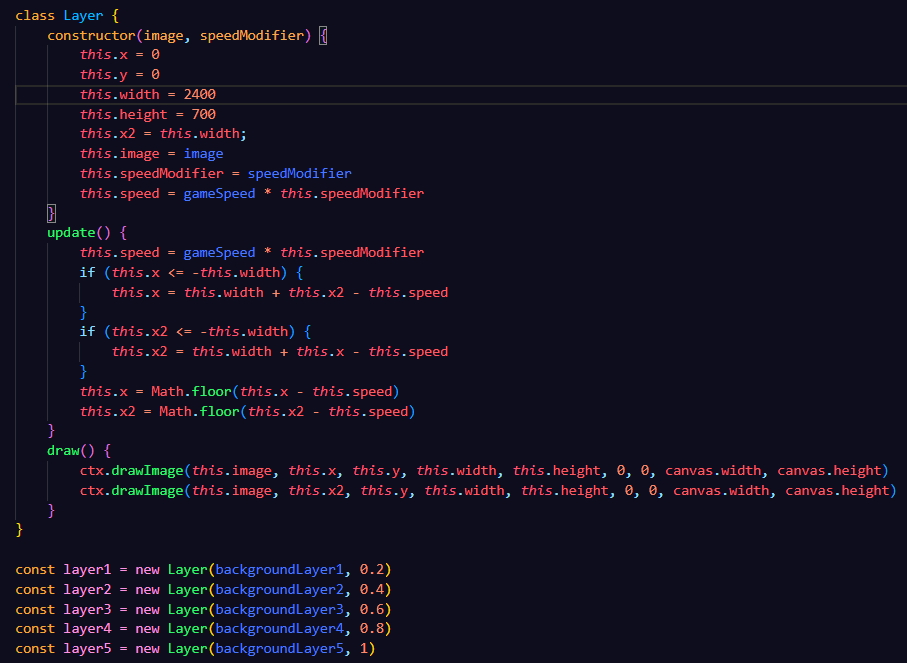 class Layer {
    constructor(image, speedModifier) {
        this.x = 0
        this.y = 0
        this.width = 2400
        this.height = 700
        this.x2 = this.width;
        this.image = image
        this.speedModifier = speedModifier
        this.speed = gameSpeed * this.speedModifier
    }
    update() {
        this.speed = gameSpeed * this.speedModifier
        if (this.x <= -this.width) {
            this.x = this.width + this.x2 - this.speed
        }
        if (this.x2 <= -this.width) {
            this.x2 = this.width + this.x - this.speed
        }
        this.x = Math.floor(this.x - this.speed)
        this.x2 = Math.floor(this.x2 - this.speed)
    }
    draw() {
        ctx.drawImage(this.image, this.x, this.y, this.width, this.height, 0, 0, canvas.width, canvas.height)
        ctx.drawImage(this.image, this.x2, this.y, this.width, this.height, 0, 0, canvas.width, canvas.height)
    }
}
const layer1 = new Layer(backgroundLayer1, 0.2)
const layer2 = new Layer(backgroundLayer2, 0.4)
const layer3 = new Layer(backgroundLayer3, 0.6)
const layer4 = new Layer(backgroundLayer4, 0.8)
const layer5 = new Layer(backgroundLayer5, 1)